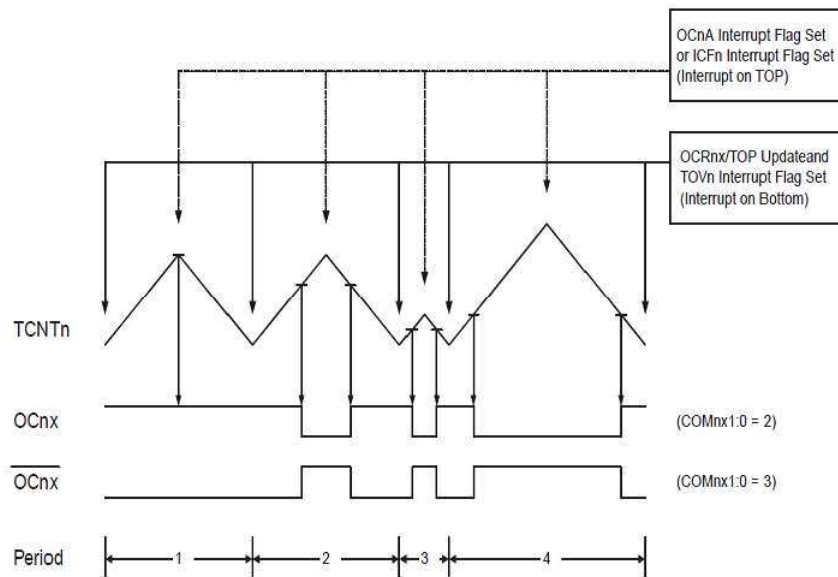 OCnA Interrupt Flag Set
or ICFn Interrupt Flag Set
(Interrupt on TOP)
OCRnx/TOP Updateand
TOVn Interrupt Flag Set
(Interrupt on Bottom)
TCNTn
OCnx
(COMnx1:0 = 2)
OCnx
(COMnx1:0 = 3)
Period
1
2
3
4